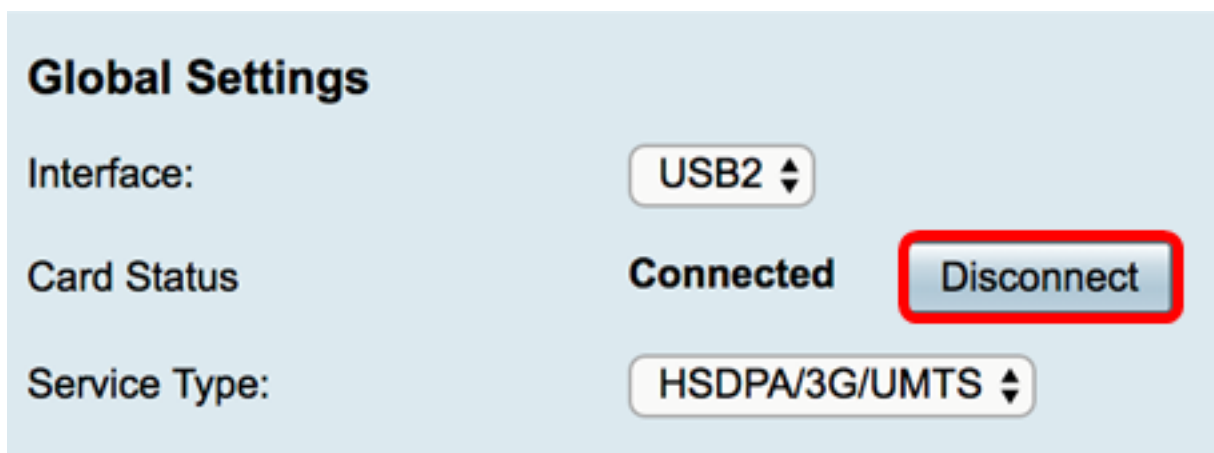 Global Settings
Interface: USB2
Card Status Connected Disconnect
Service Type: HSDPA/3G/UMTS